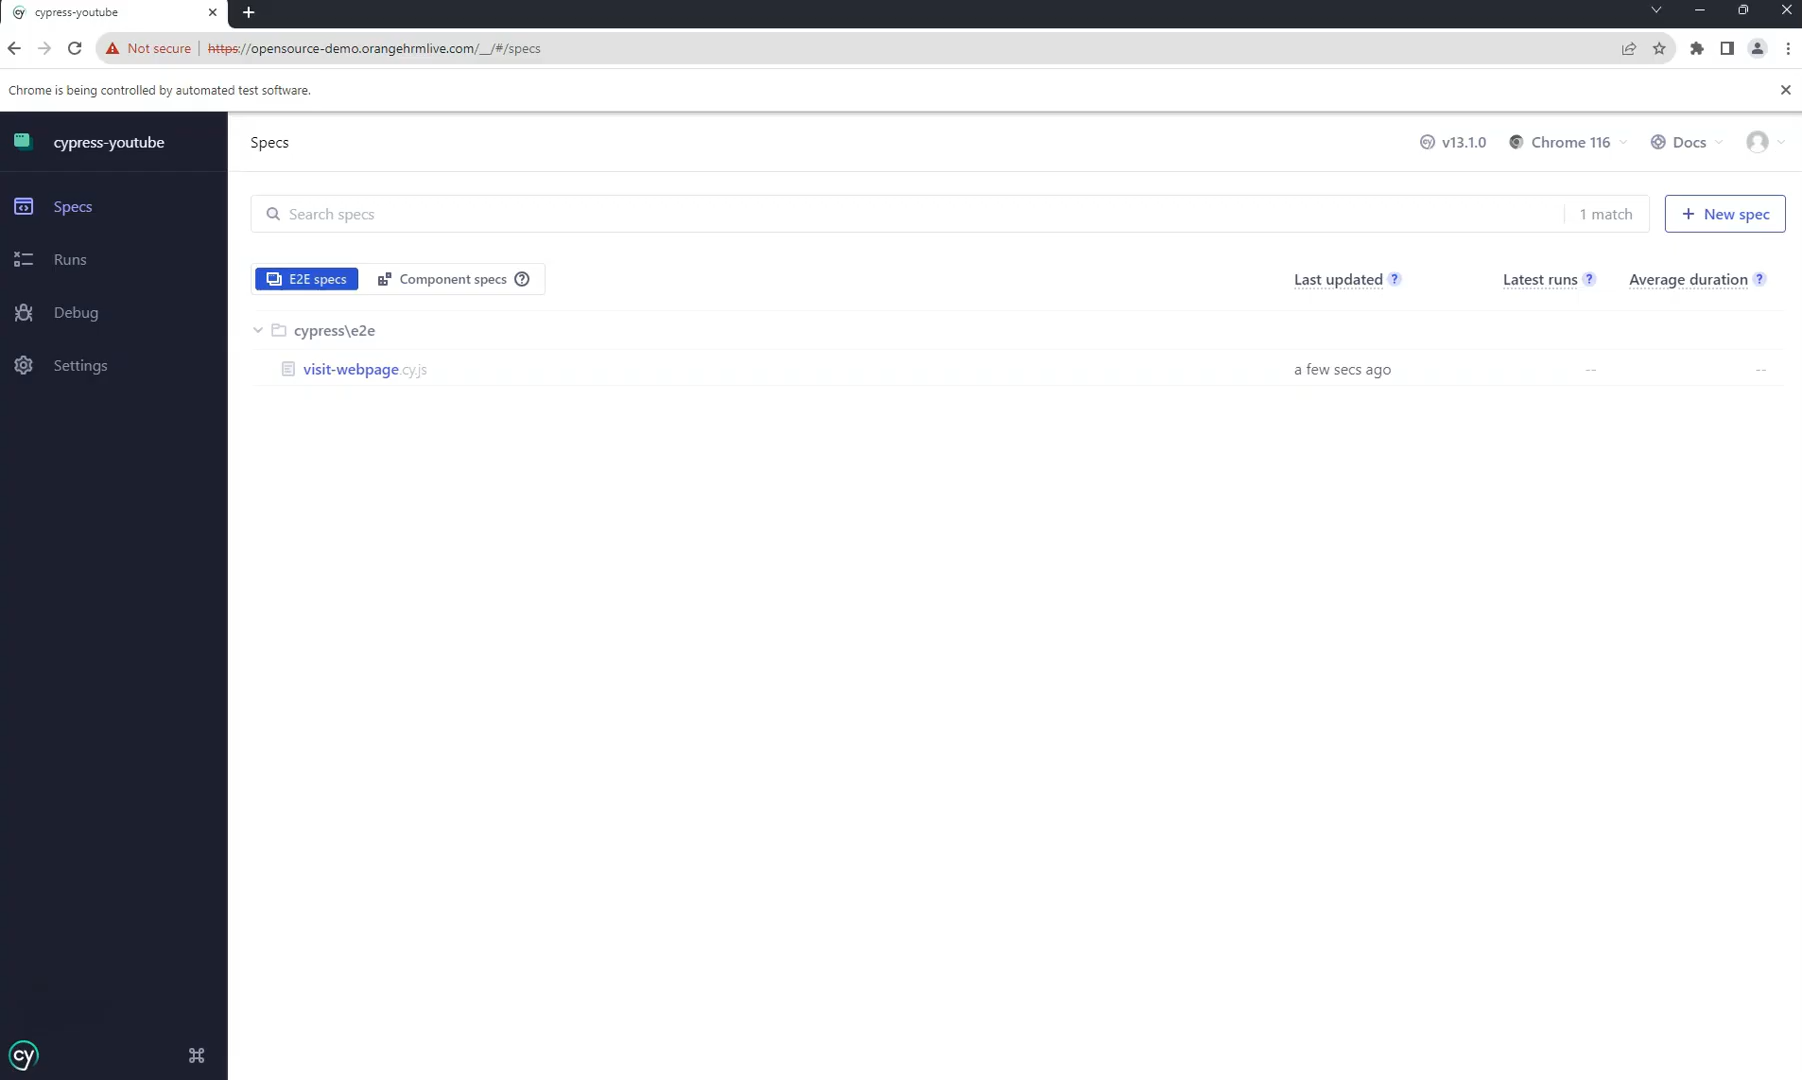 cypress-youtube
Not secure https://opensource-demo.orangehrmlive.com/__/#/specs
Chrome is being controlled by automated test software.
cypress-youtube
Specs
v13.1.0
Chrome 116
Docs
Specs
Search specs
1 match
+ New spec
Runs
E2E specs
Component specs ?
Last updated ?
Latest runs ?
Average duration ?
Debug
cypress\e2e
Settings
visit-webpage.cy.js
a few secs ago
--
--
cy